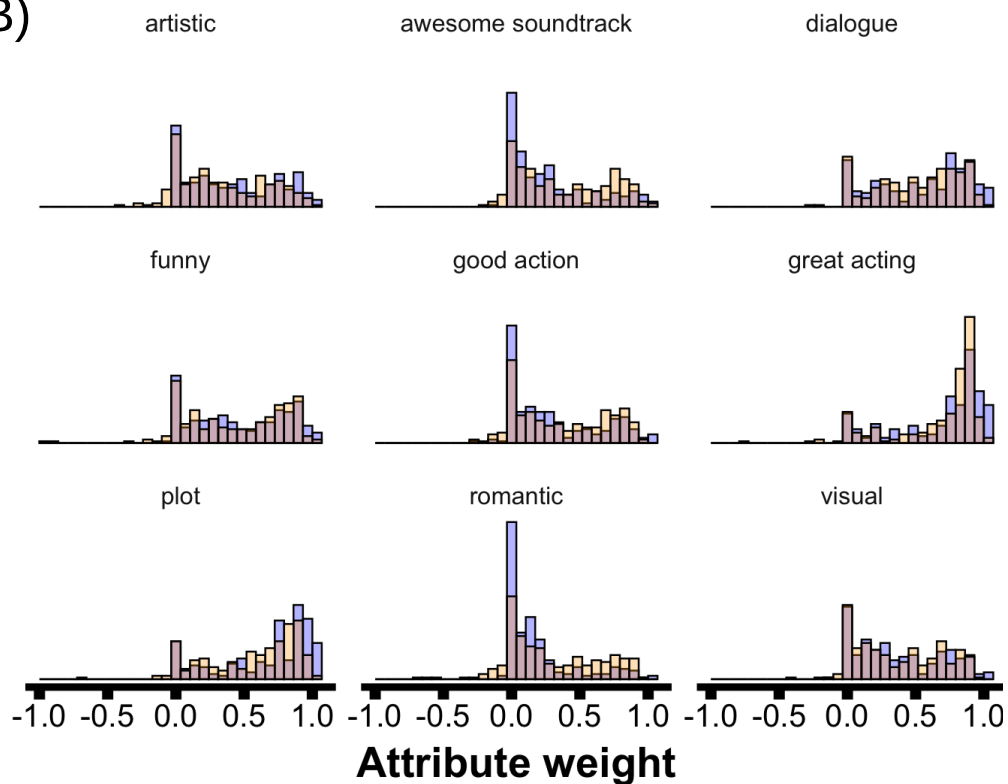 B)
artistic awesome soundtrack dialogue
funny good action great acting
plot romantic visual
-1.0 -0.5 0.0 0.5 1.0 -1.0 -0.5 0.0 0.5 1.0 -1.0 -0.5 0.0 0.5 1.0
Attribute weight